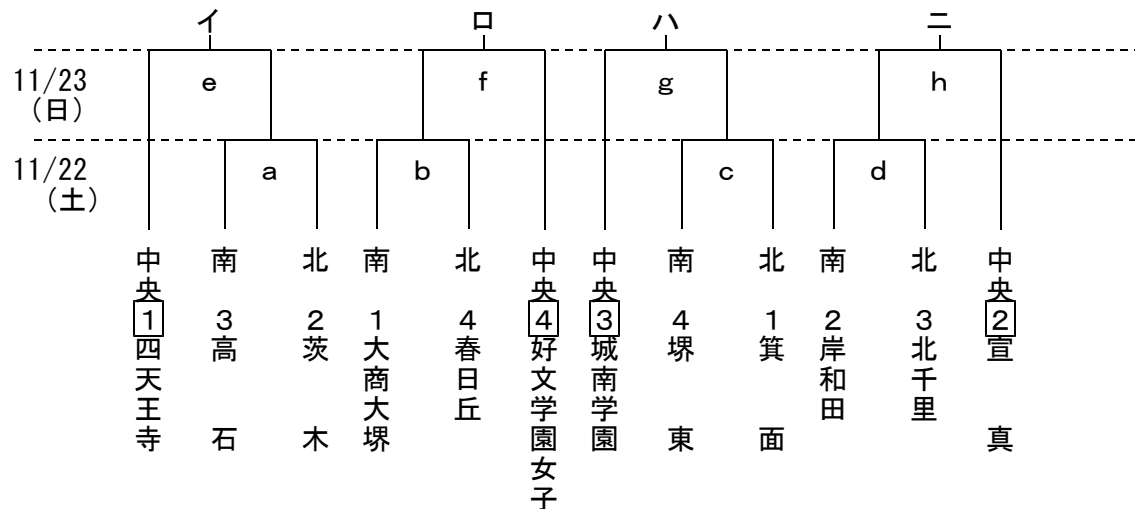 イ ロ ハ ニ
11/23 e f g h
(日)
11/22 a b c d
(土)
中央 1 四天王寺
南 3 高石
北 2 茨木
南 1 大商大堺
北 4 春日丘
中央 4 好文学園女子
中央 3 城南学園
南 4 堺東
北 1 箕面
南 2 岸和田
北 3 北千里
中央 2 宣真